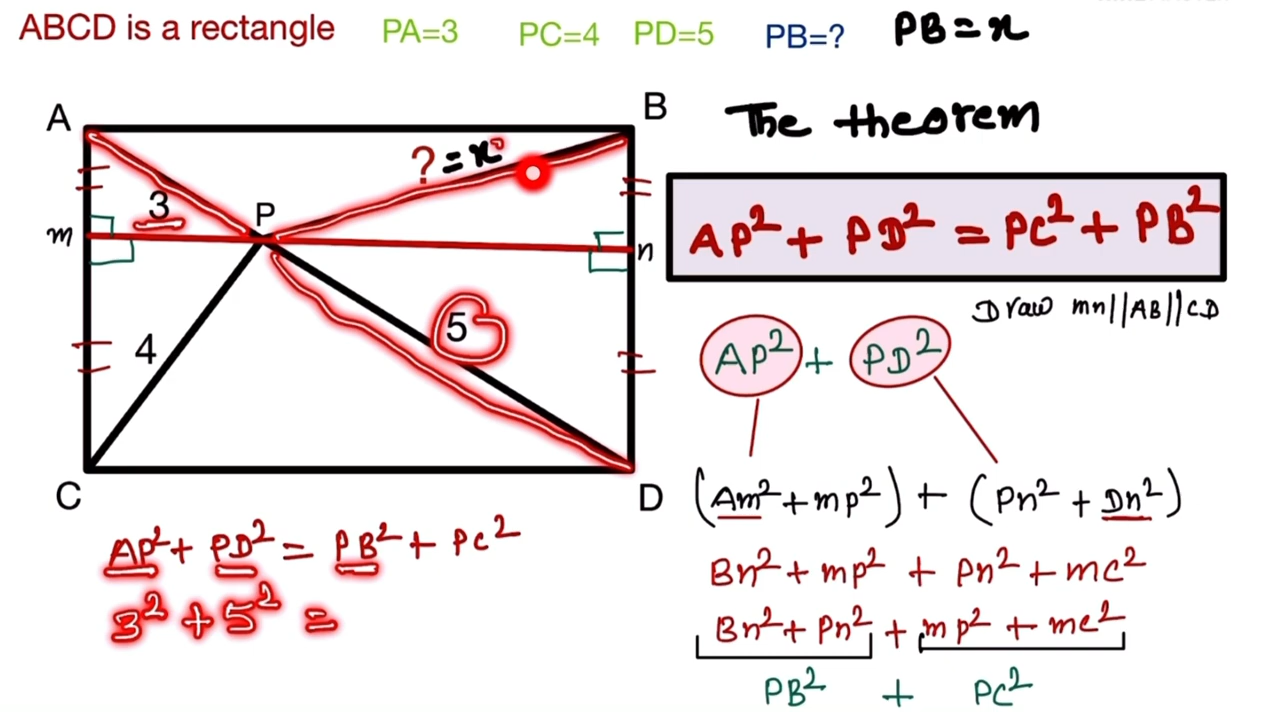 ABCD is a rectangle PA=3 PC=4 PD=5 PB=? PB=x
A
B
The theorem
?=x
3
P
m
n
AP²+PD²=PC²+PB²
Draw mn||AB||CD
4
5
AP²+PD²
C
D
(Am²+mp²)+(Pn²+Dn²)
AP²+PD²=PB²+PC²
Bn²+mp²+Pn²+mc²
3²+5²=
Bn²+Pn²+mp²+mc²
PB²+PC²